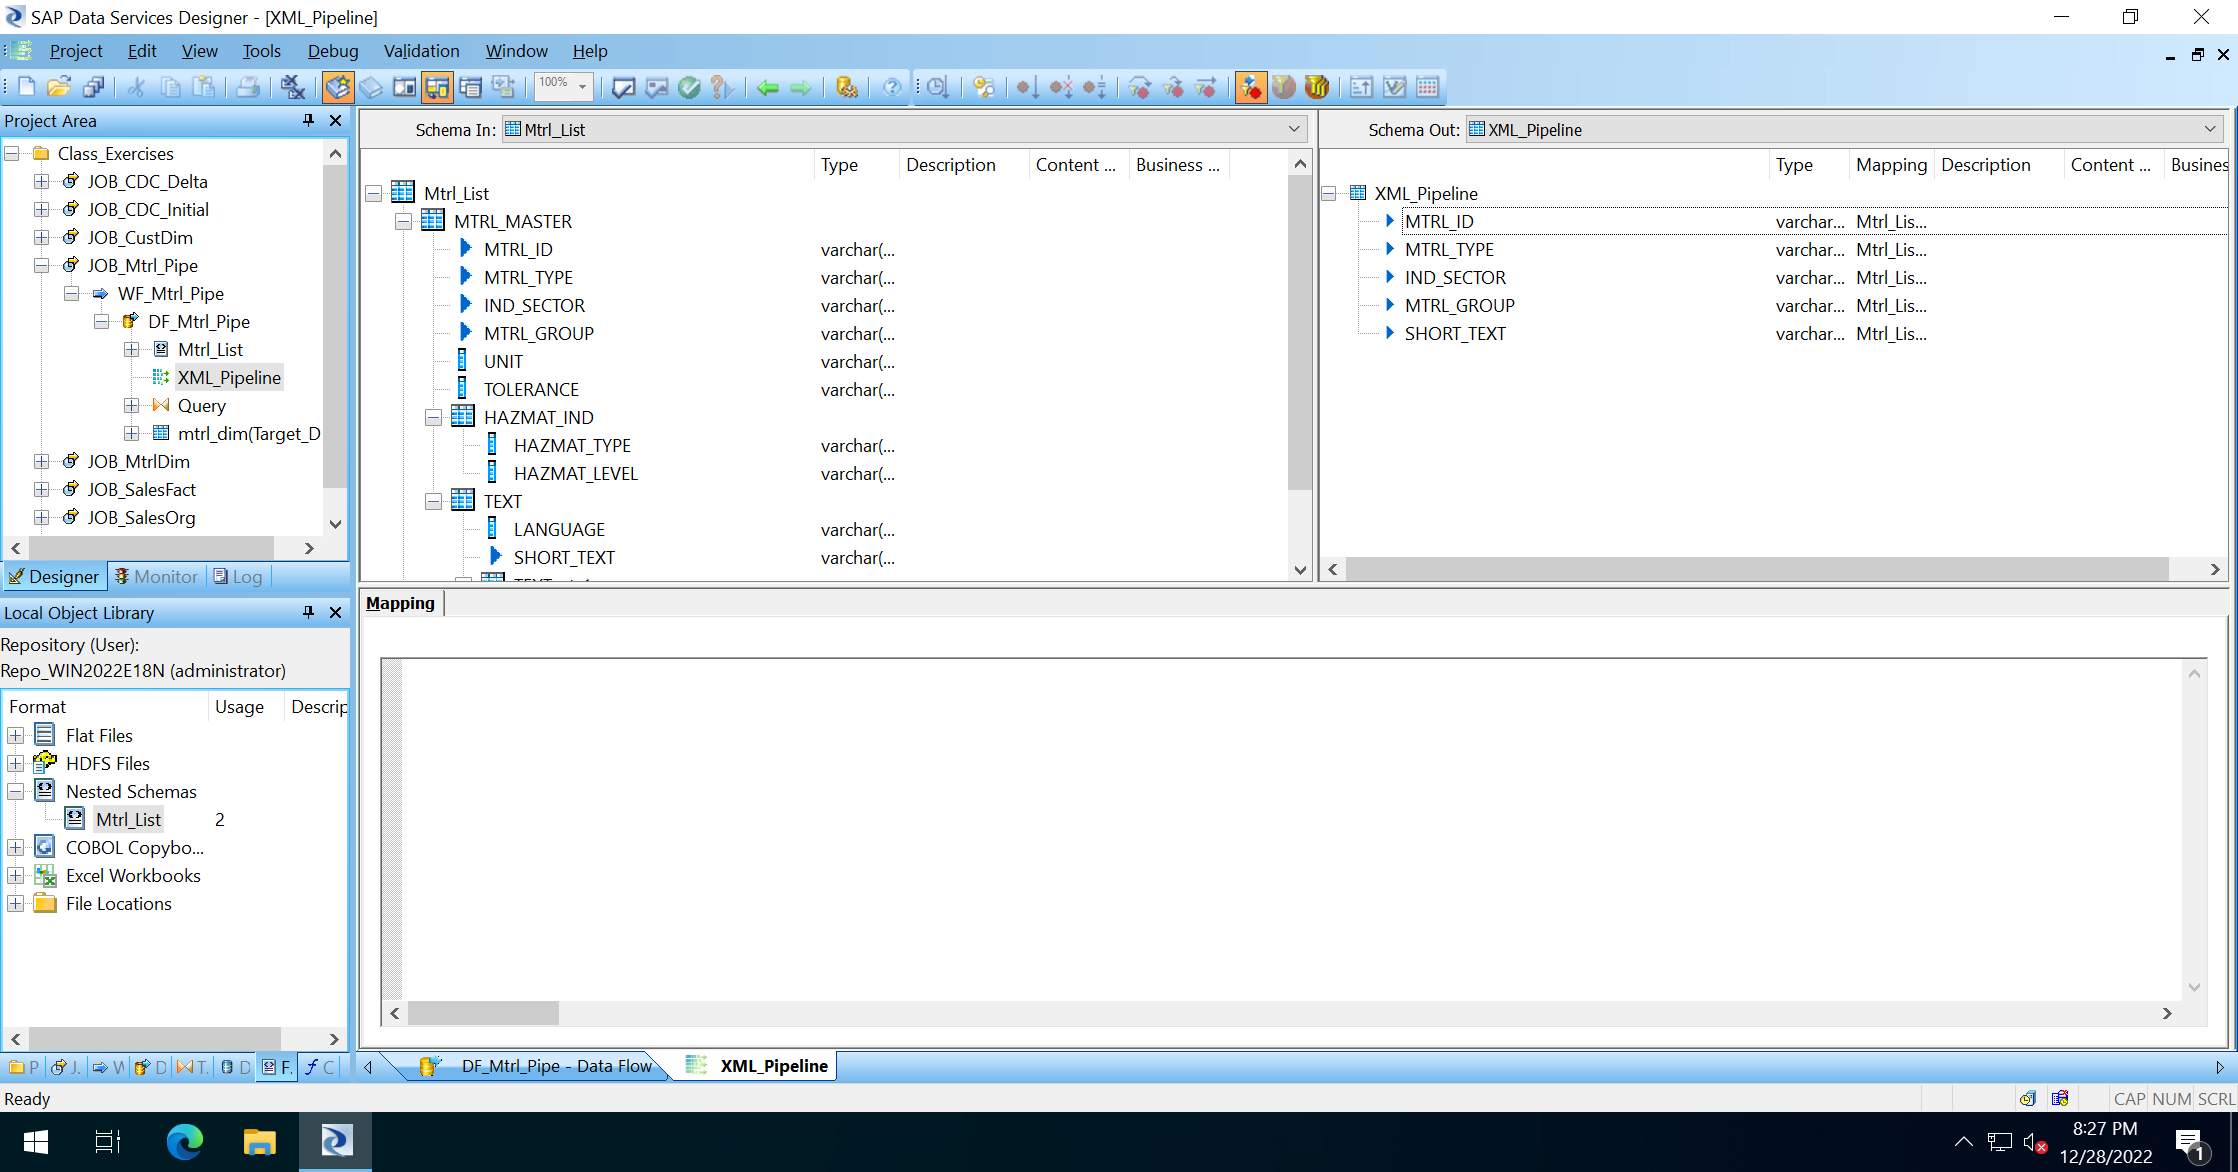 SAP Data Services Designer - [XML_Pipeline]
Project Edit View Tools Debug Validation Window Help
100%
Project Area
Class_Exercises
JOB_CDC_Delta
JOB_CDC_Initial
JOB_CustDim
JOB_Mtrl_Pipe
WF_Mtrl_Pipe
DF_Mtrl_Pipe
Mtrl_List
XML_Pipeline
Query
mtrl_dim(Target_D
JOB_MtrlDim
JOB_SalesFact
JOB_SalesOrg
Designer Monitor Log
Local Object Library
Repository (User):
Repo_WIN2022E18N (administrator)
Format Usage Descrip
Flat Files
HDFS Files
Nested Schemas
Mtrl_List 2
COBOL Copybo...
Excel Workbooks
File Locations
P J. W D T. D F. C
Schema In: Mtrl_List
Type Description Content ... Business ...
Mtrl_List
MTRL_MASTER
MTRL_ID varchar(...
MTRL_TYPE varchar(...
IND_SECTOR varchar(...
MTRL_GROUP varchar(...
UNIT varchar(...
TOLERANCE varchar(...
HAZMAT_IND
HAZMAT_TYPE varchar(...
HAZMAT_LEVEL varchar(...
TEXT
LANGUAGE varchar(...
SHORT_TEXT varchar(...
Schema Out: XML_Pipeline
Type Mapping Description Content ... Busines
XML_Pipeline
MTRL_ID varchar... Mtrl_Lis...
MTRL_TYPE varchar... Mtrl_Lis...
IND_SECTOR varchar... Mtrl_Lis...
MTRL_GROUP varchar... Mtrl_Lis...
SHORT_TEXT varchar... Mtrl_Lis...
Mapping
DF_Mtrl_Pipe - Data Flow XML_Pipeline
Ready CAP NUM SCRL
8:27 PM
12/28/2022
1